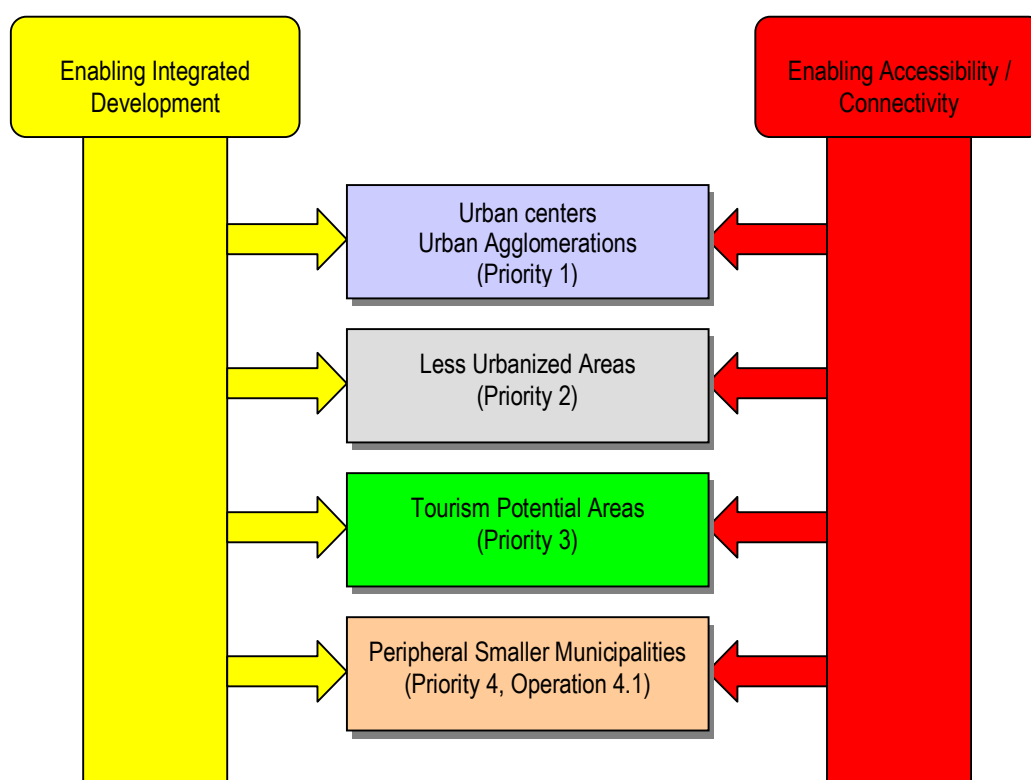 Enabling Integrated
Development
Enabling Accessibility /
Connectivity
Urban centers
Urban Agglomerations
(Priority 1)
Less Urbanized Areas
(Priority 2)
Tourism Potential Areas
(Priority 3)
Peripheral Smaller Municipalities
(Priority 4, Operation 4.1)